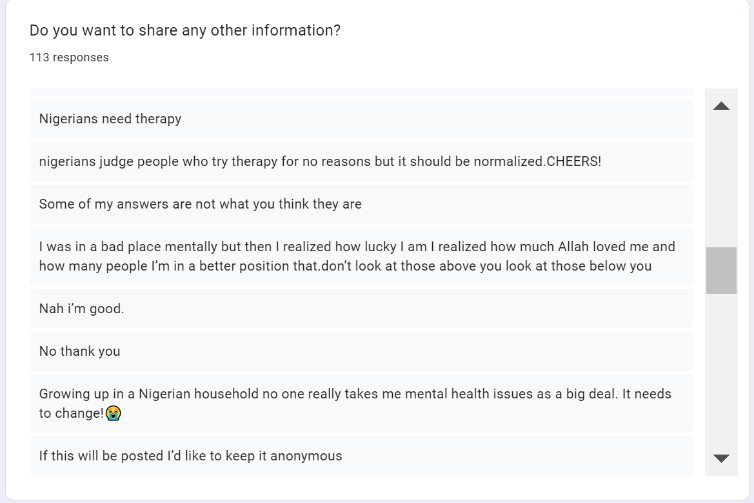 Do you want to share any other information?
113 responses
Nigerians need therapy
nigerians judge people who try therapy for no reasons but it should be normalized.CHEERS!
Some of my answers are not what you think they are
I was in a bad place mentally but then I realized how lucky I am I realized how much Allah loved me and
how many people I’m in a better position that.don’t look at those above you look at those below you
Nah i’m good.
No thank you
Growing up in a Nigerian household no one really takes me mental health issues as a big deal. It needs
to change!😭
If this will be posted I’d like to keep it anonymous